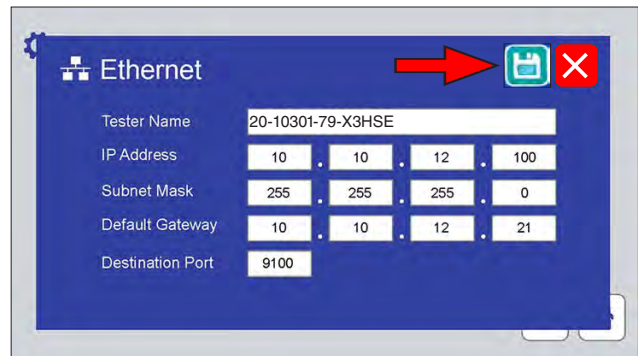 Ethernet
Tester Name 20-10301-79-X3HSE
IP Address 10 . 10 . 12 . 100
Subnet Mask 255 . 255 . 255 . 0
Default Gateway 10 . 10 . 12 . 21
Destination Port 9100